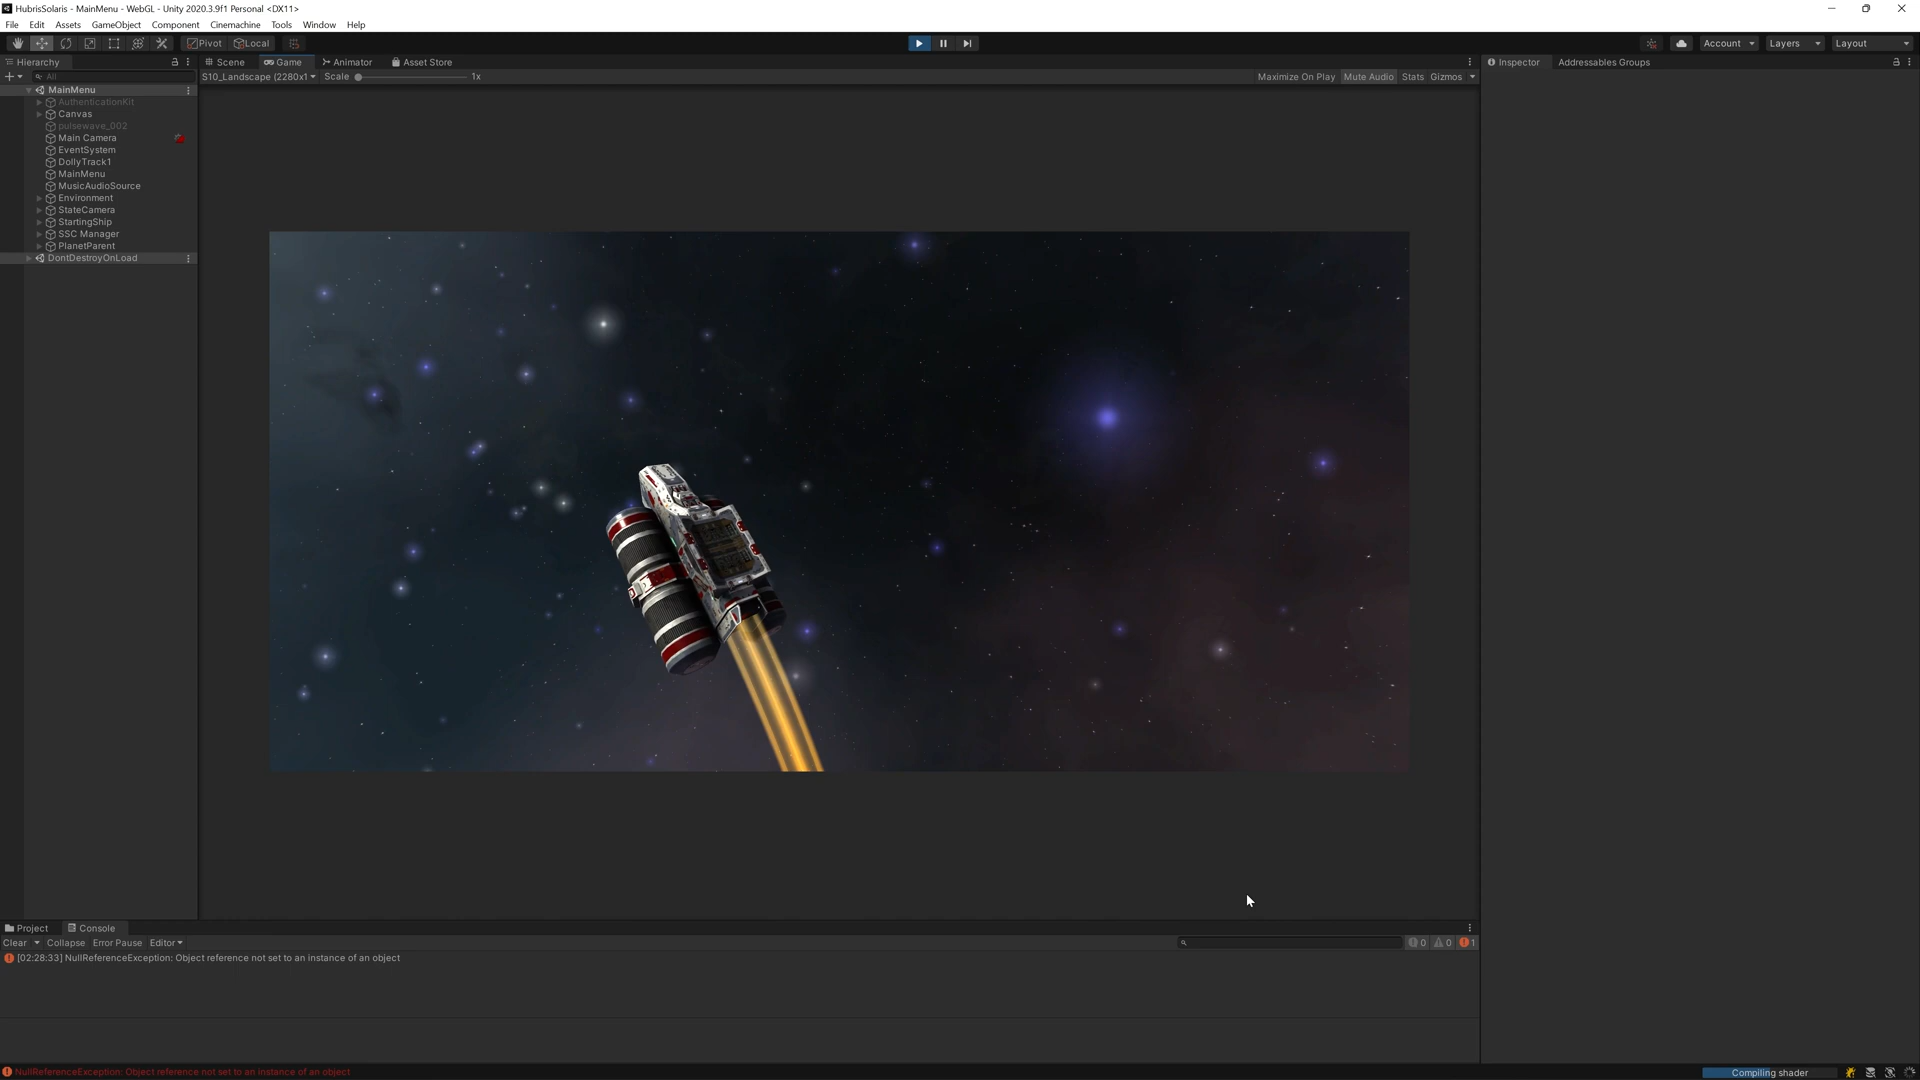 HubrisSolaris - MainMenu - WebGL - Unity 2020.3.9f1 Personal <DX11>
File Edit Assets GameObject Component Cinemachine Tools Window Help
Pivot Local Account Layers Layout
Hierarchy
Scene Game Animator Asset Store
Inspector Addressables Groups
All
S10_Landscape (2280x1 Scale 1x Maximize On Play Mute Audio Stats Gizmos
MainMenu
AuthenticationKit
Canvas
pulsewave_002
Main Camera
EventSystem
DollyTrack1
MainMenu
MusicAudioSource
Environment
StateCamera
StartingShip
SSC Manager
PlanetParent
DontDestroyOnLoad
Project Console
Clear Collapse Error Pause Editor 0 0 1
[02:28:33] NullReferenceException: Object reference not set to an instance of an object
NullReferenceException: Object reference not set to an instance of an object
Compiling shader